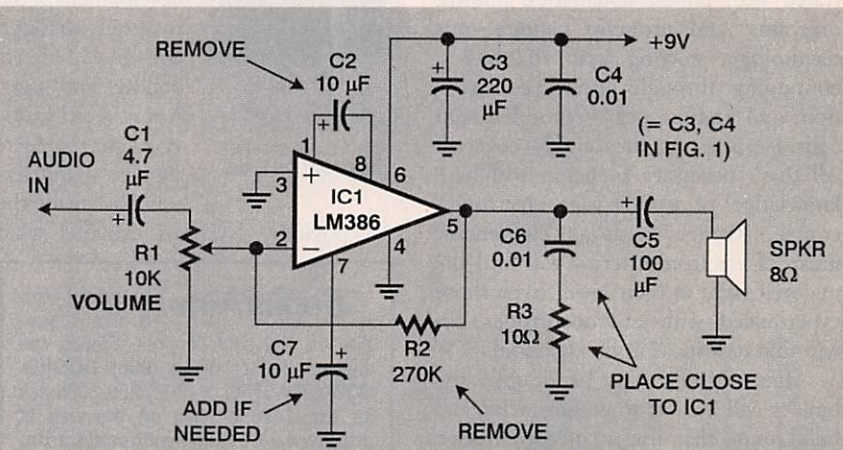 REMOVE
C2
10 µF
+
+9V
+
C3
220
µF
C4
0.01
(= C3, C4
IN FIG. 1)
AUDIO
IN
C1
4.7
µF
+
R1
10K
VOLUME
1
8
6
3
+
IC1
LM386
2
−
7
4
5
C6
0.01
R3
10Ω
+
C5
100
µF
SPKR
8Ω
C7
10 µF
+
ADD IF
NEEDED
R2
270K
REMOVE
PLACE CLOSE
TO IC1